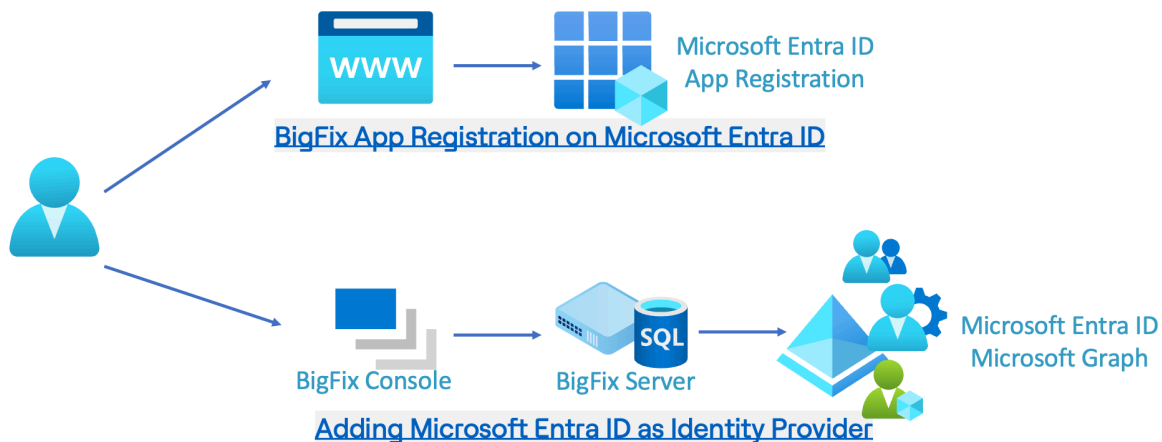 WWW
Microsoft Entra ID
App Registration
BigFix App Registration on Microsoft Entra ID
SQL
Microsoft Entra ID
Microsoft Graph
BigFix Console
BigFix Server
Adding Microsoft Entra ID as Identity Provider